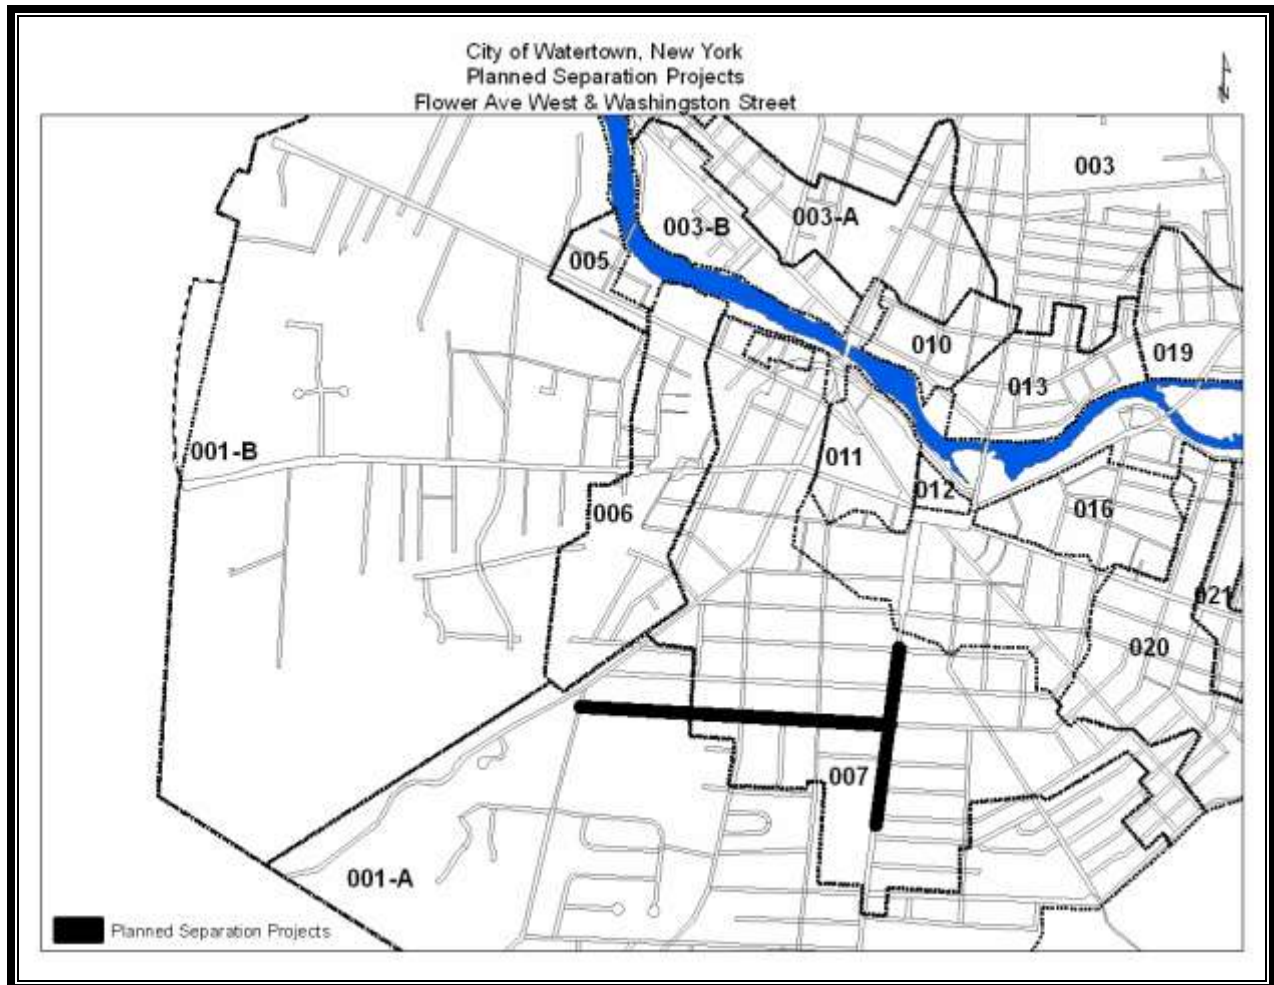 City of Watertown, New York
Planned Separation Projects
Flower Ave West & Washingston Street
003
003-A
003-B
005
010
019
013
001-B
011
012
016
006
021
020
007
001-A
Planned Separation Projects